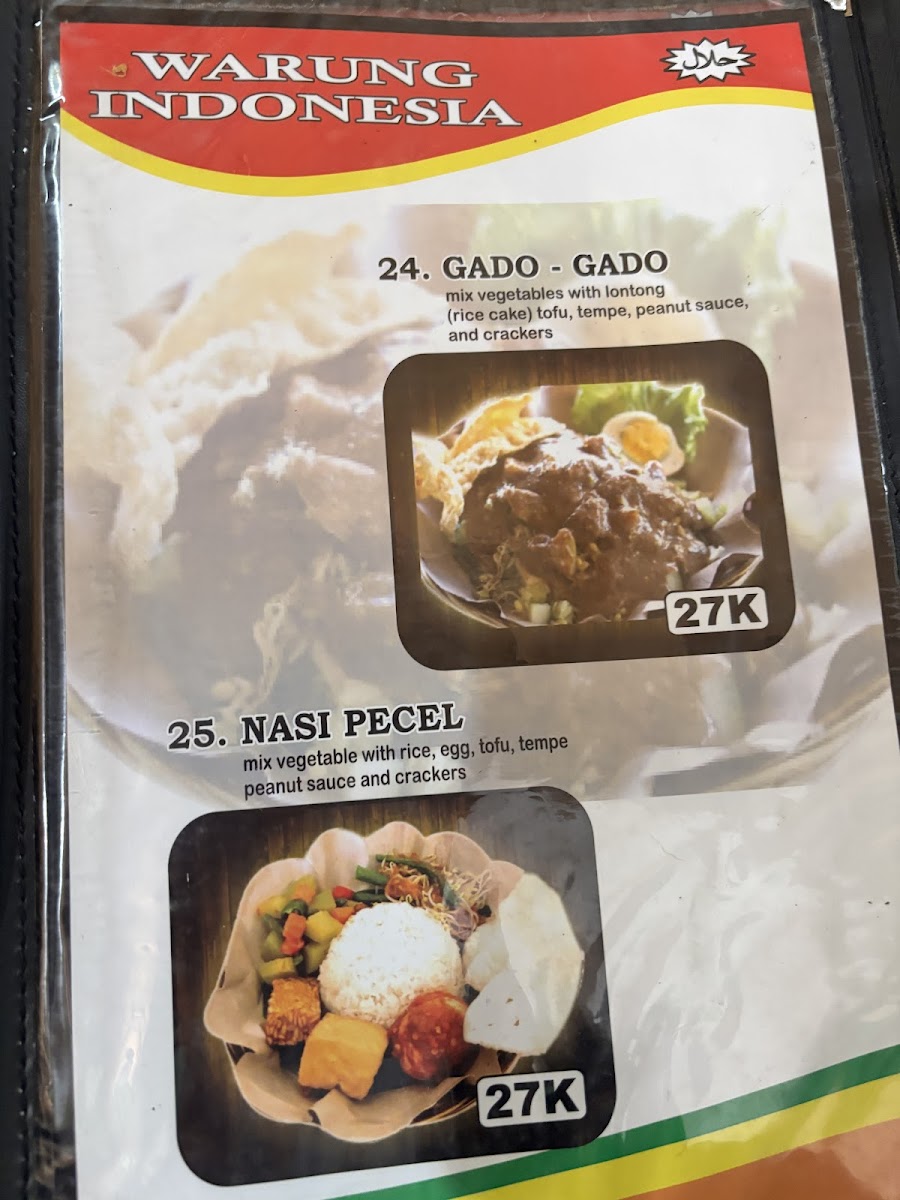 WARUNG
INDONESIA
حلال
24. GADO - GADO
mix vegetables with lontong
(rice cake) tofu, tempe, peanut sauce,
and crackers
27K
25. NASI PECEL
mix vegetable with rice, egg, tofu, tempe
peanut sauce and crackers
27K